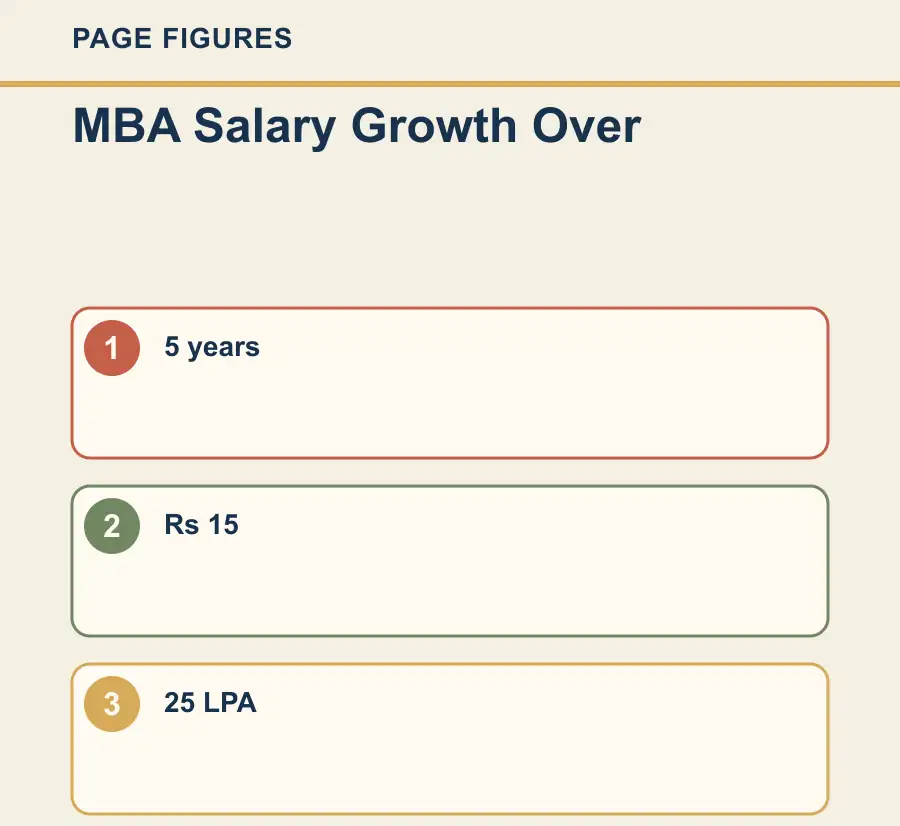 PAGE FIGURES
MBA Salary Growth Over
1 5 years
2 Rs 15
3 25 LPA